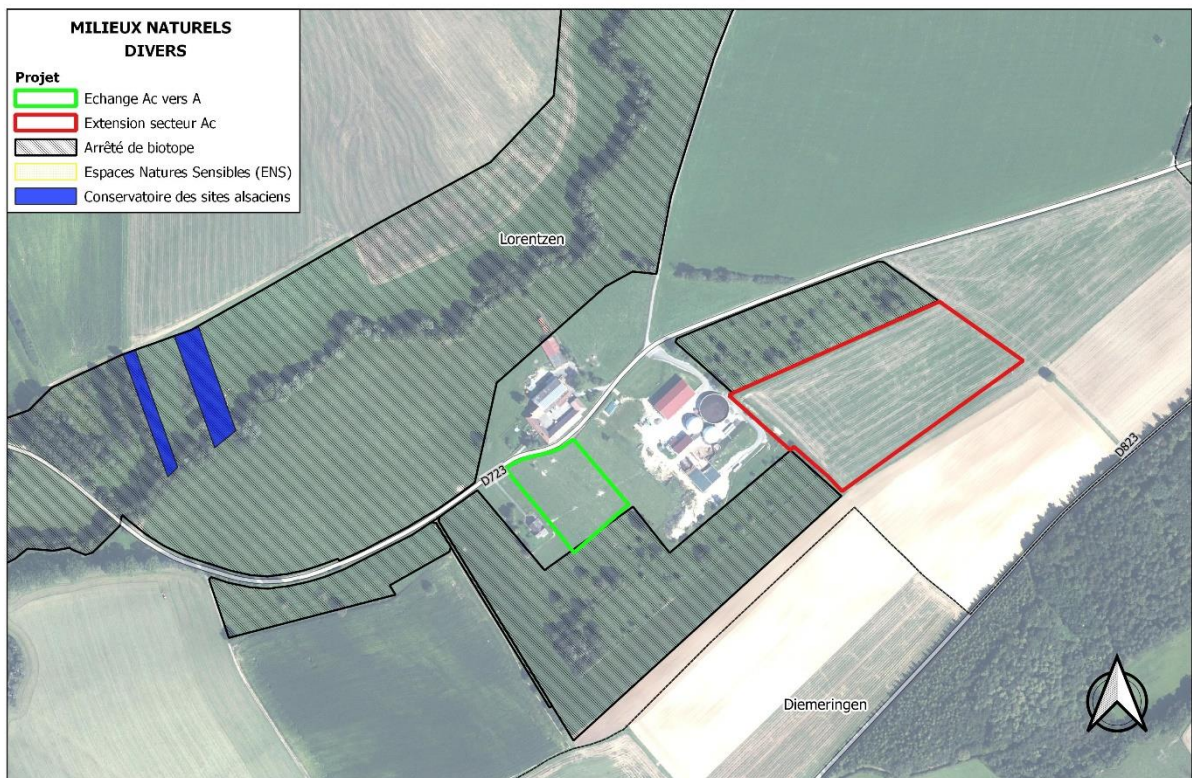 MILIEUX NATURELS
DIVERS
Projet
Echange Ac vers A
Extension secteur Ac
Arrêté de biotope
Espaces Natures Sensibles (ENS)
Conservatoire des sites alsaciens
Lorentzen
D723
D823
Diemeringen